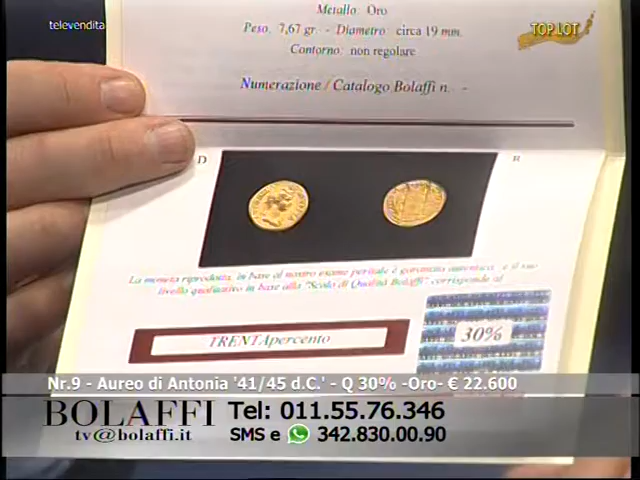 televendita
TOP LOT
Metallo: Oro
Peso: 7,67 gr. - Diametro: circa 19 mm.
Contorno: non regolare
Numerazione / Catalogo Bolaffi n. -
D
R
La moneta riprodotta, in base al nostro esame peritale è garantita autentica e il suo
livello qualitativo in base alla "Scala di Qualità Bolaffi" corrisponde al
TRENTApercento
30%
Nr.9 - Aureo di Antonia '41/45 d.C.' - Q 30% -Oro- € 22.600
BOLAFFI
tv@bolaffi.it
Tel: 011.55.76.346
SMS e 342.830.00.90